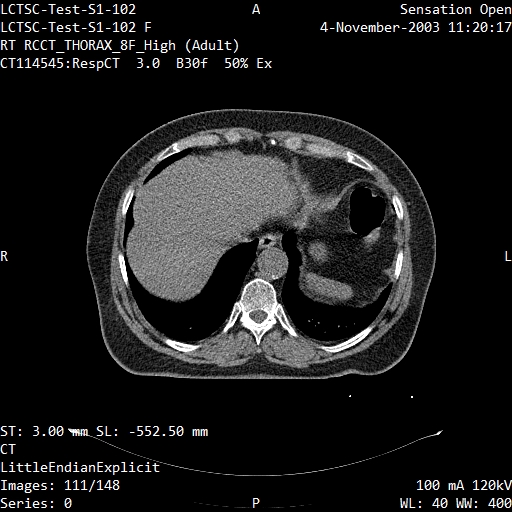 LCTSC-Test-S1-102
A
Sensation Open
LCTSC-Test-S1-102 F
4-November-2003 11:20:17
RT RCCT_THORAX_8F_High (Adult)
CT114545:RespCT 3.0 B30f 50% Ex
R
L
ST: 3.00 mm SL: -552.50 mm
CT
LittleEndianExplicit
Images: 111/148
100 mA 120kV
Series: 0
P
WL: 40 WW: 400